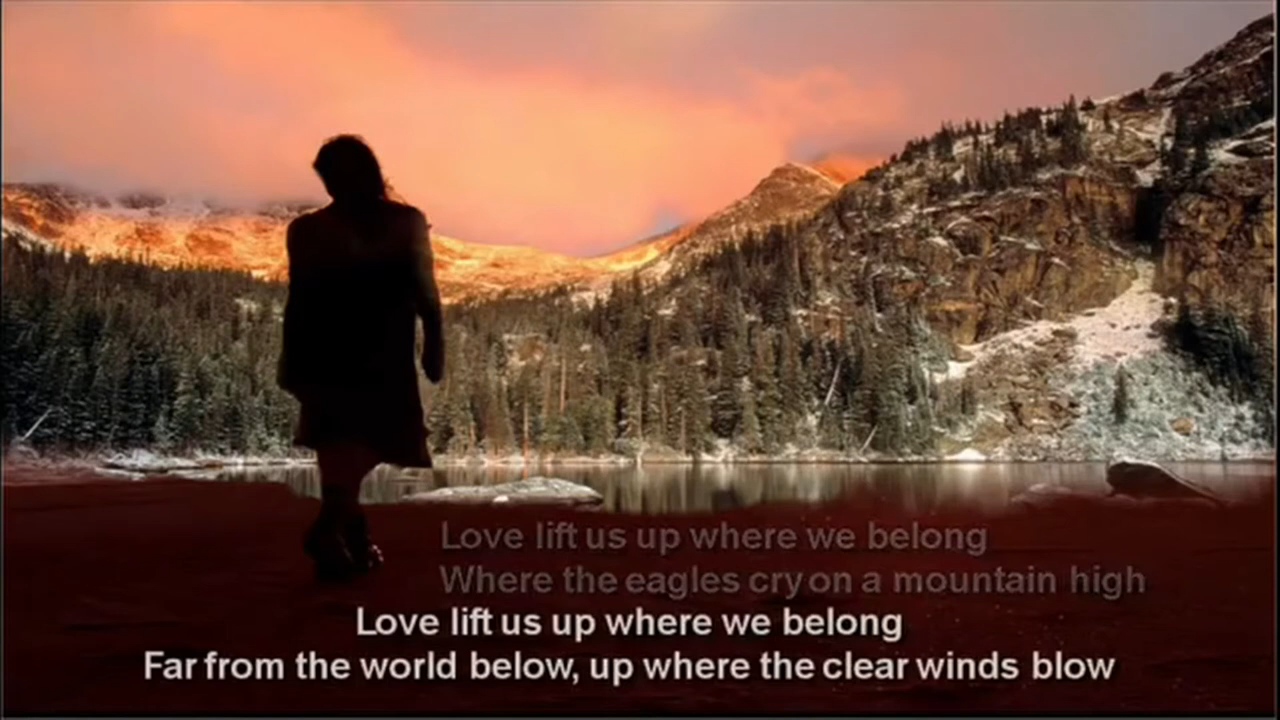 Love lift us up where we belong
Where the eagles cry on a mountain high
Love lift us up where we belong
Far from the world below, up where the clear winds blow